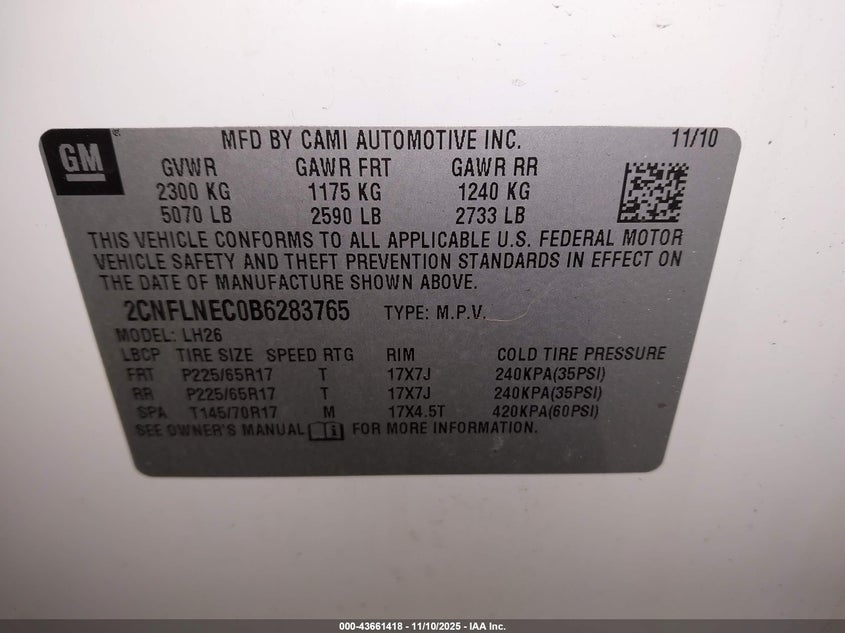 GM
MFD BY CAMI AUTOMOTIVE INC. 11/10
GVWR GAWR FRT GAWR RR
2300 KG 1175 KG 1240 KG
5070 LB 2590 LB 2733 LB
THIS VEHICLE CONFORMS TO ALL APPLICABLE U.S. FEDERAL MOTOR
VEHICLE SAFETY AND THEFT PREVENTION STANDARDS IN EFFECT ON
THE DATE OF MANUFACTURE SHOWN ABOVE.
2CNFLNEC0B6283765 TYPE: M.P.V.
MODEL: LH26
LBCP TIRE SIZE SPEED RTG RIM COLD TIRE PRESSURE
FRT P225/65R17 T 17X7J 240KPA(35PSI)
RR P225/65R17 T 17X7J 240KPA(35PSI)
SPA T145/70R17 M 17X4.5T 420KPA(60PSI)
SEE OWNER'S MANUAL FOR MORE INFORMATION.
000-43661418 - 11/10/2025 - IAA Inc.